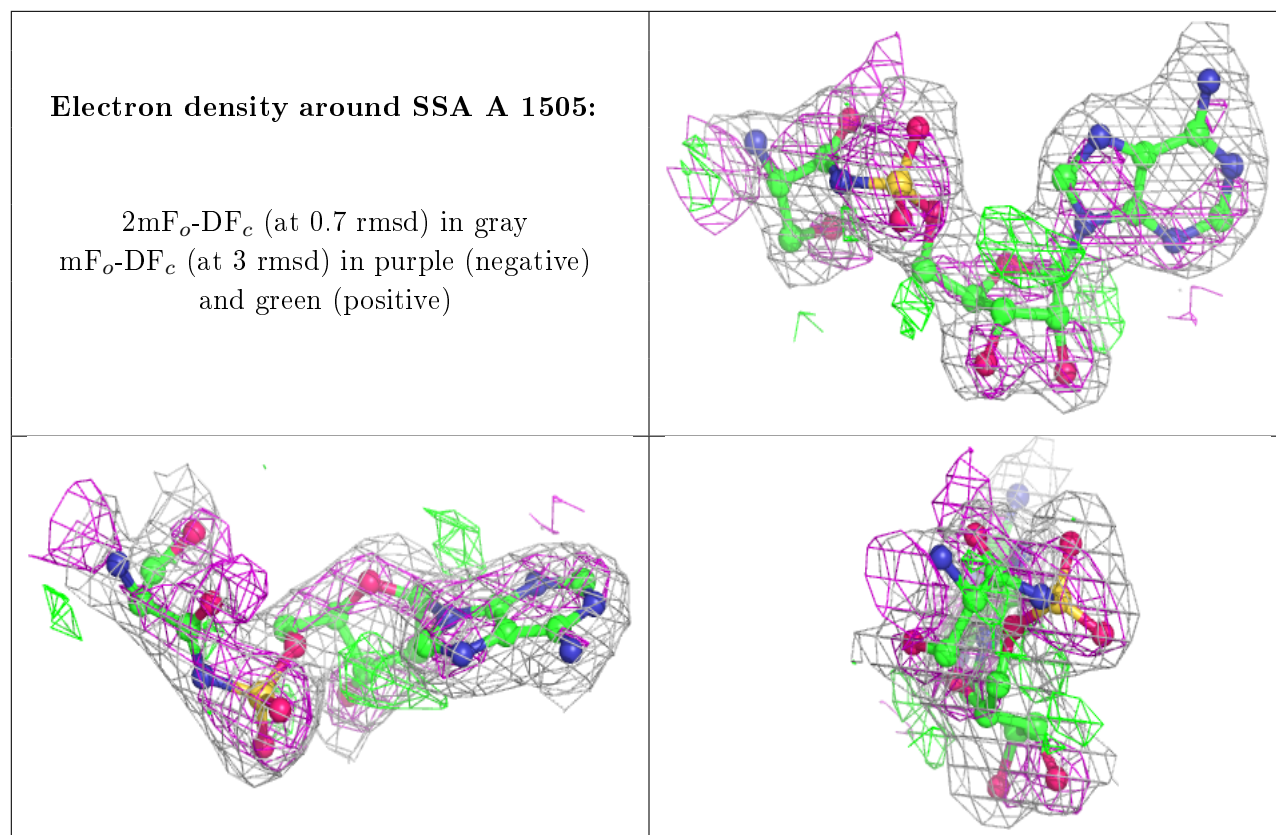 Electron density around SSA A 1505:
2mFo-DFc (at 0.7 rmsd) in gray
mFo-DFc (at 3 rmsd) in purple (negative)
and green (positive)